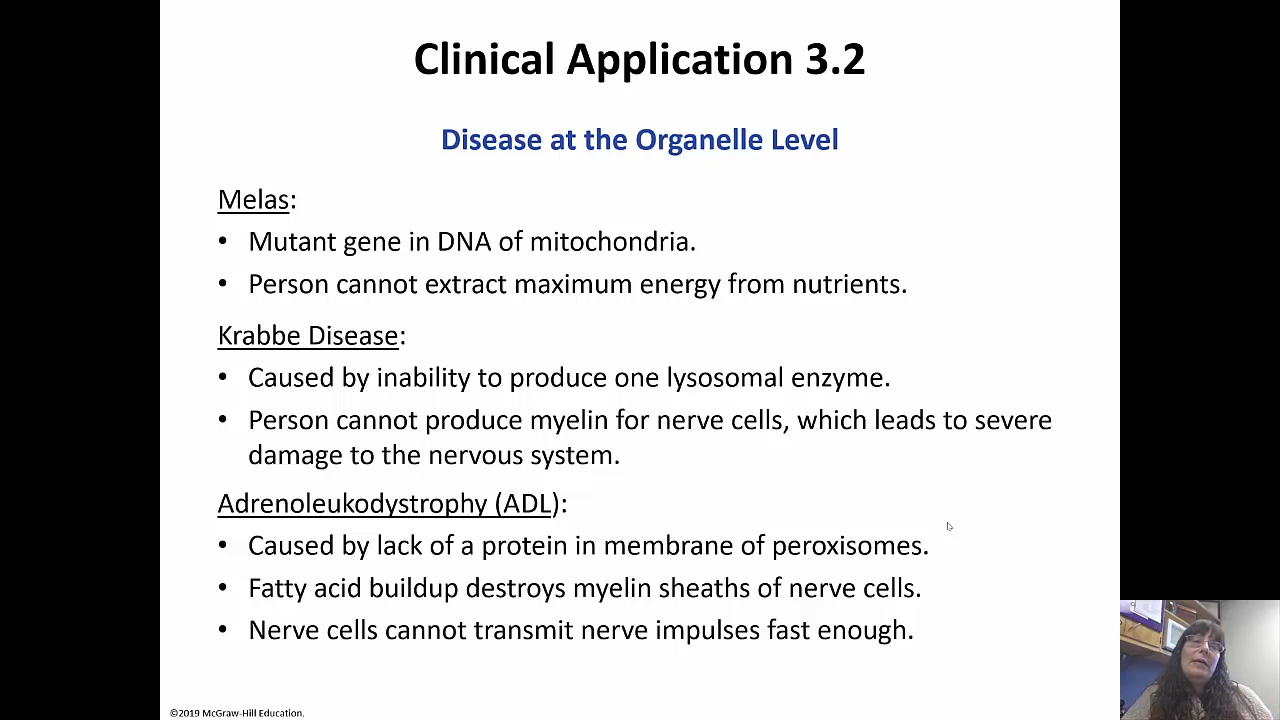 Clinical Application 3.2
Disease at the Organelle Level
Melas:
• Mutant gene in DNA of mitochondria.
• Person cannot extract maximum energy from nutrients.
Krabbe Disease:
• Caused by inability to produce one lysosomal enzyme.
• Person cannot produce myelin for nerve cells, which leads to severe
damage to the nervous system.
Adrenoleukodystrophy (ADL):
• Caused by lack of a protein in membrane of peroxisomes.
• Fatty acid buildup destroys myelin sheaths of nerve cells.
• Nerve cells cannot transmit nerve impulses fast enough.
©2019 McGraw-Hill Education.